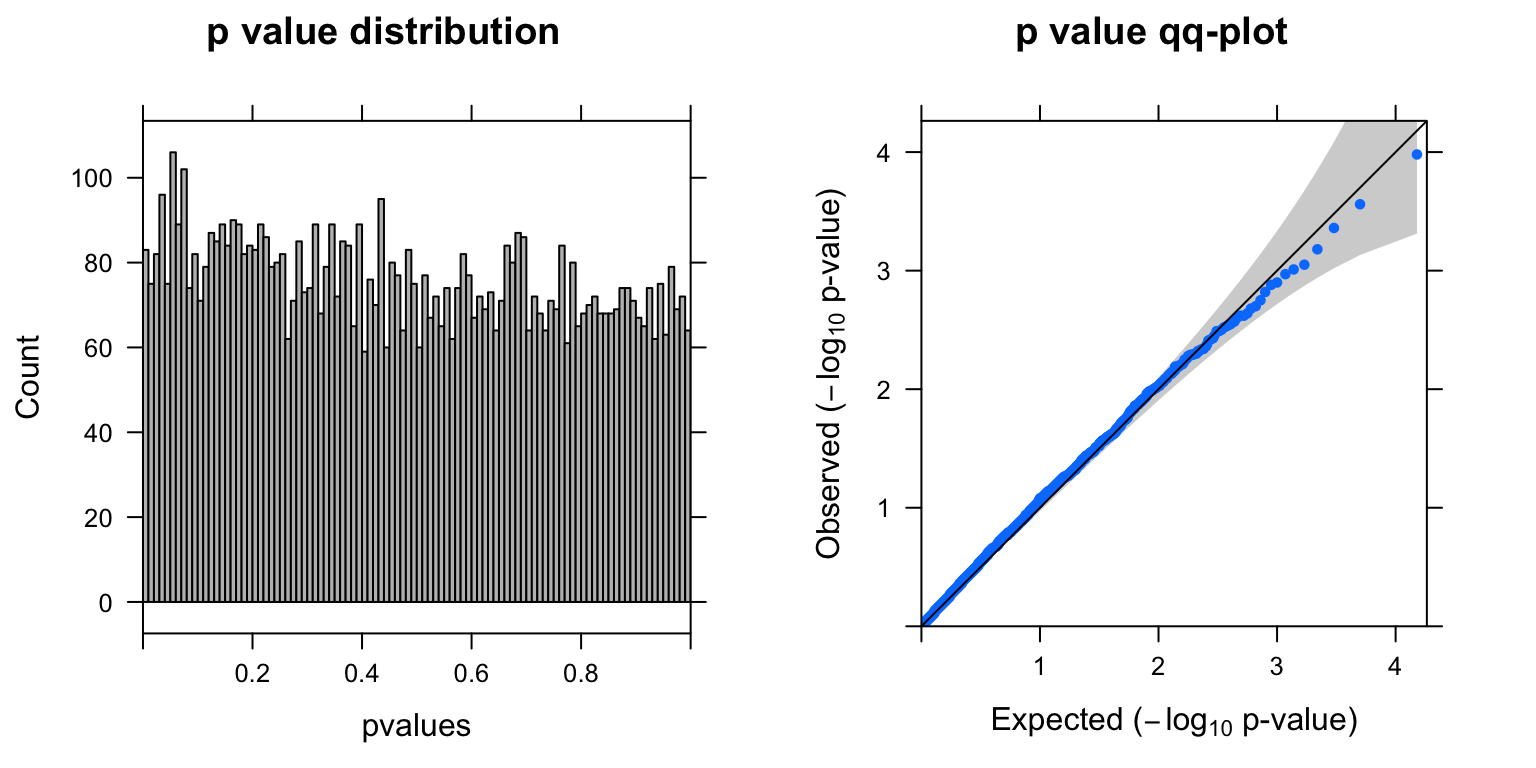 p value distribution
Count
100
80
60
40
20
0
0.2 0.4 0.6 0.8
pvalues
p value qq-plot
Observed (−log10 p-value)
4
3
2
1
1 2 3 4
Expected (−log10 p-value)